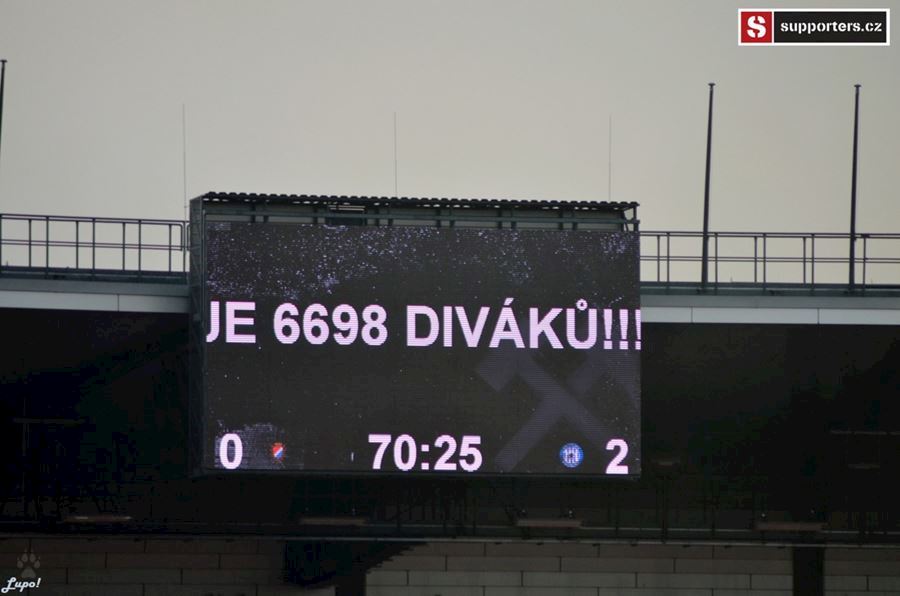 S supporters.cz
JE 6698 DIVÁKŮ!!!
0 70:25 2
Lupo!